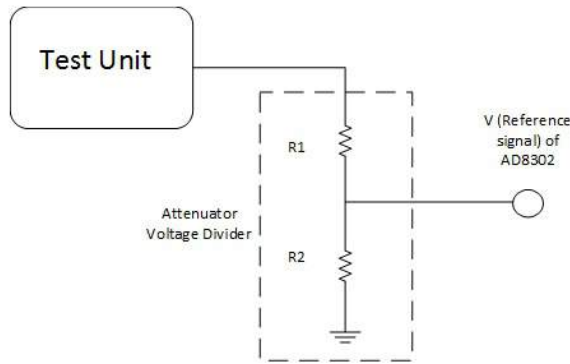 Test Unit
V (Reference
signal) of
AD8302
R1
Attenuator
Voltage Divider
R2